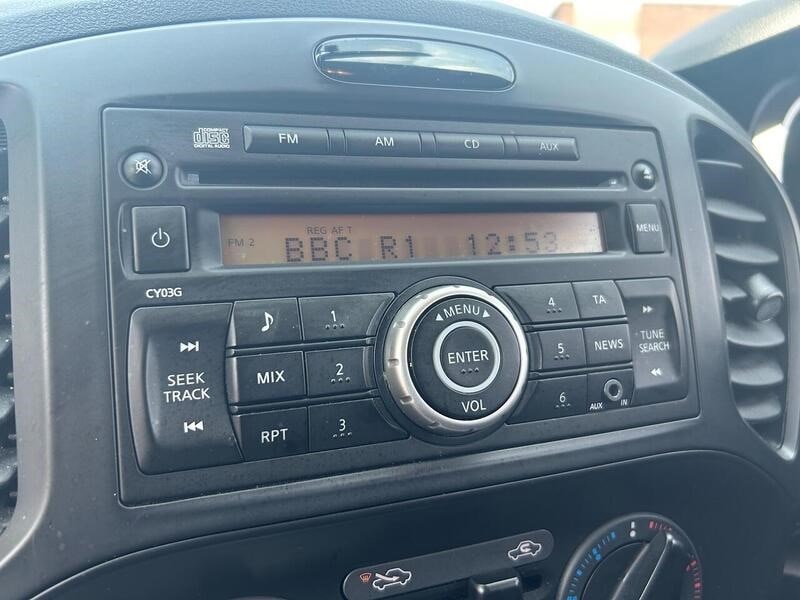 COMPACT
disc
DIGITAL AUDIO
FM AM CD AUX
MENU
REG AF T
FM 2
BBC R1 12:53
CY03G
SEEK
TRACK
1
MIX 2
RPT 3
MENU
ENTER
VOL
4 TA
5 NEWS
6
AUX IN
TUNE
SEARCH